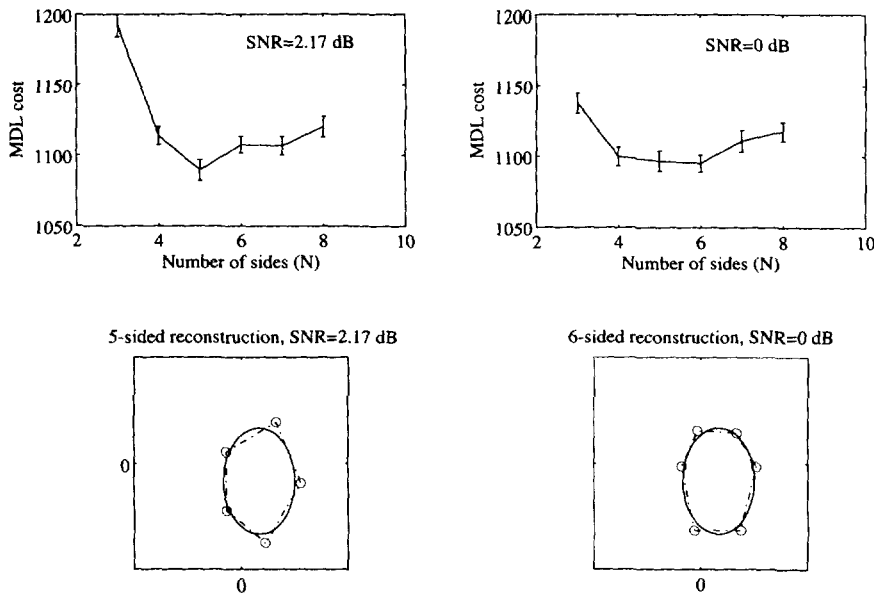 1200
SNR=2.17 dB
1150
1100
1050
MDL cost
2 4 6 8 10
Number of sides (N)
1200
SNR=0 dB
1150
1100
1050
MDL cost
2 4 6 8 10
Number of sides (N)
5-sided reconstruction, SNR=2.17 dB
0
0
6-sided reconstruction, SNR=0 dB
0